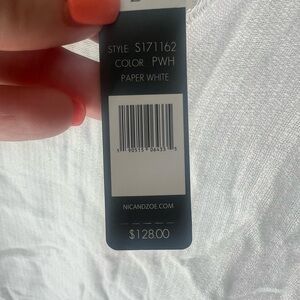 STYLE S171162
COLOR PWH
PAPER WHITE
NICANDZOE.COM
$128.00